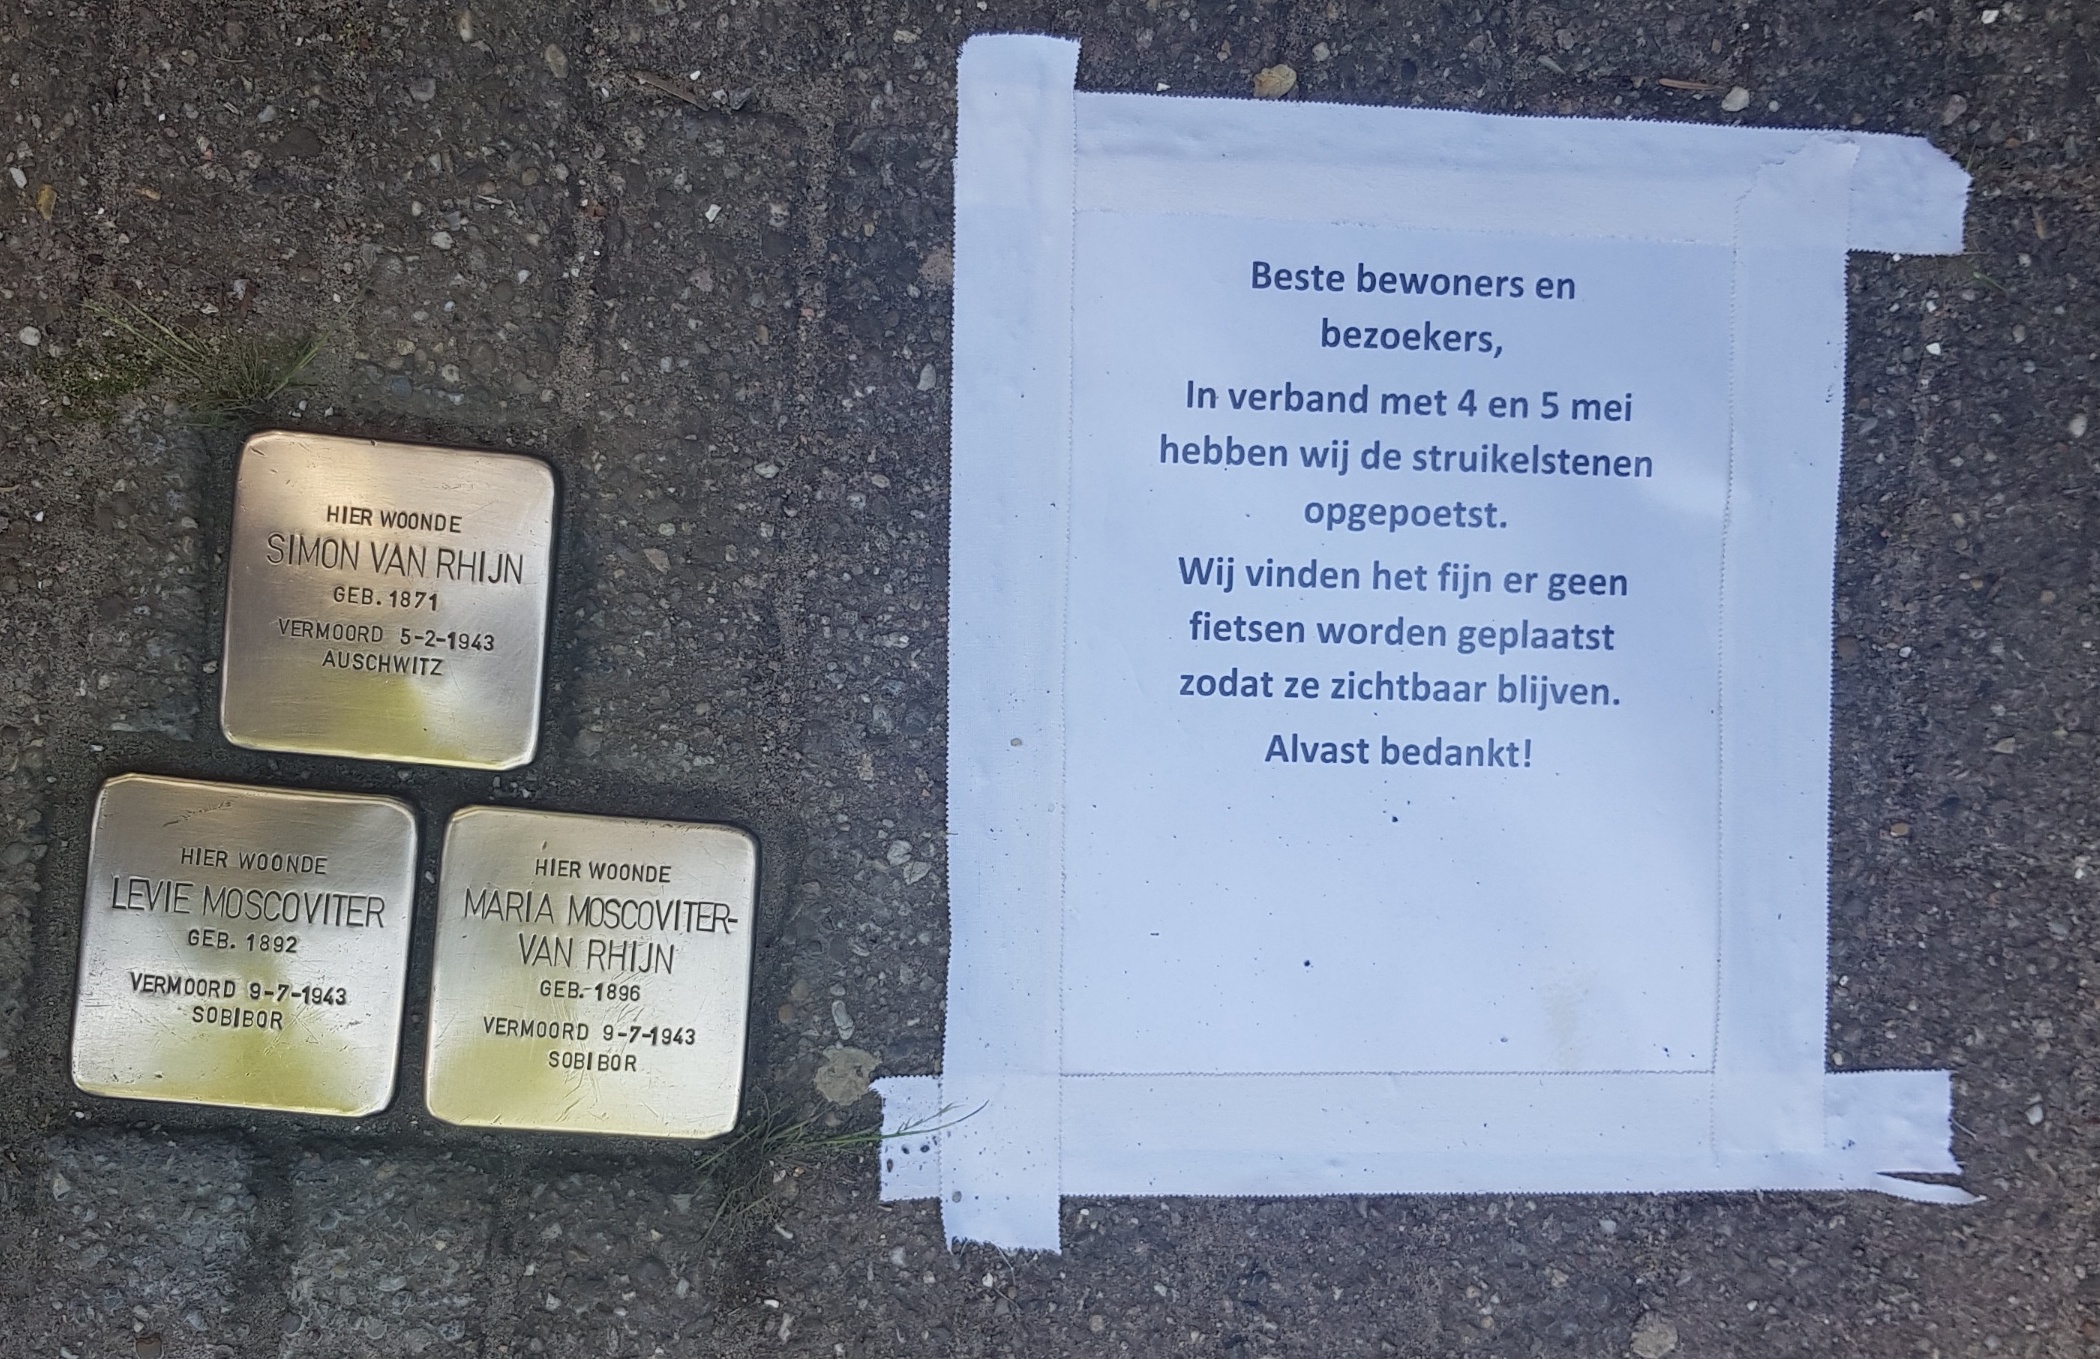 HIER WOONDE
SIMON VAN RHIJN
GEB. 1871
VERMOORD 5-2-1943
AUSCHWITZ
HIER WOONDE
LEVIE MOSCOVITER
GEB. 1892
VERMOORD 9-7-1943
SOBIBOR
HIER WOONDE
MARIA MOSCOVITER-
VAN RHIJN
GEB. 1896
VERMOORD 9-7-1943
SOBIBOR
Beste bewoners en
bezoekers,
In verband met 4 en 5 mei
hebben wij de struikelstenen
opgepoetst.
Wij vinden het fijn er geen
fietsen worden geplaatst
zodat ze zichtbaar blijven.
Alvast bedankt!